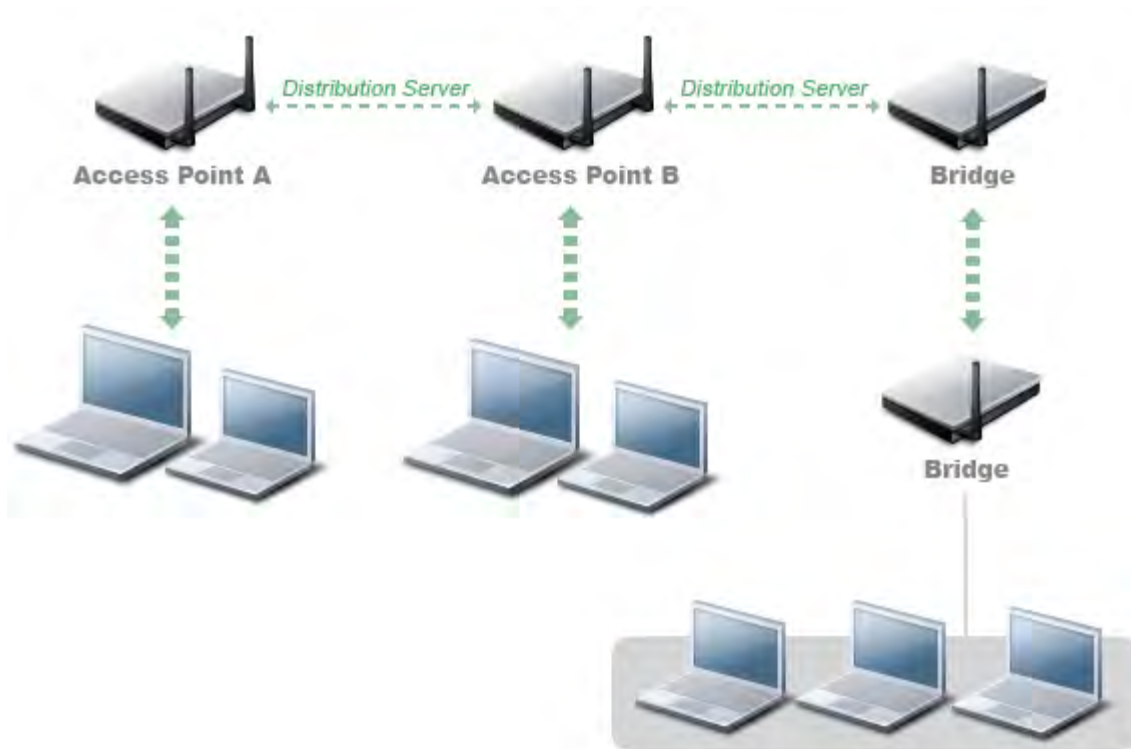 Distribution Server
Distribution Server
Access Point A
Access Point B
Bridge
Bridge